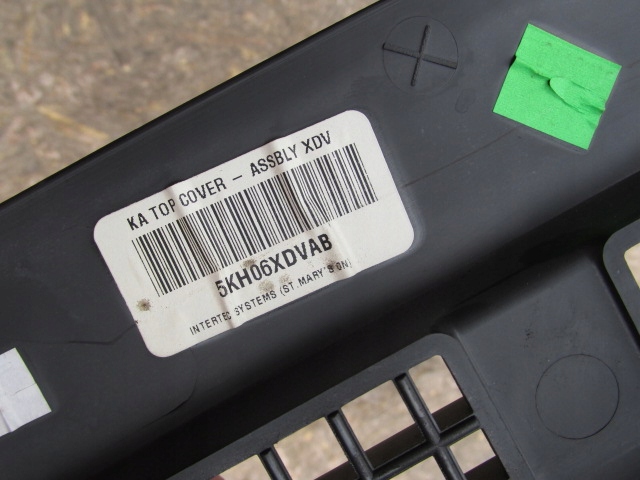 KA TOP COVER - ASSBLY XDV
5KH06XDVAB
INTERTEC SYSTEMS (ST.MARY'S ON)